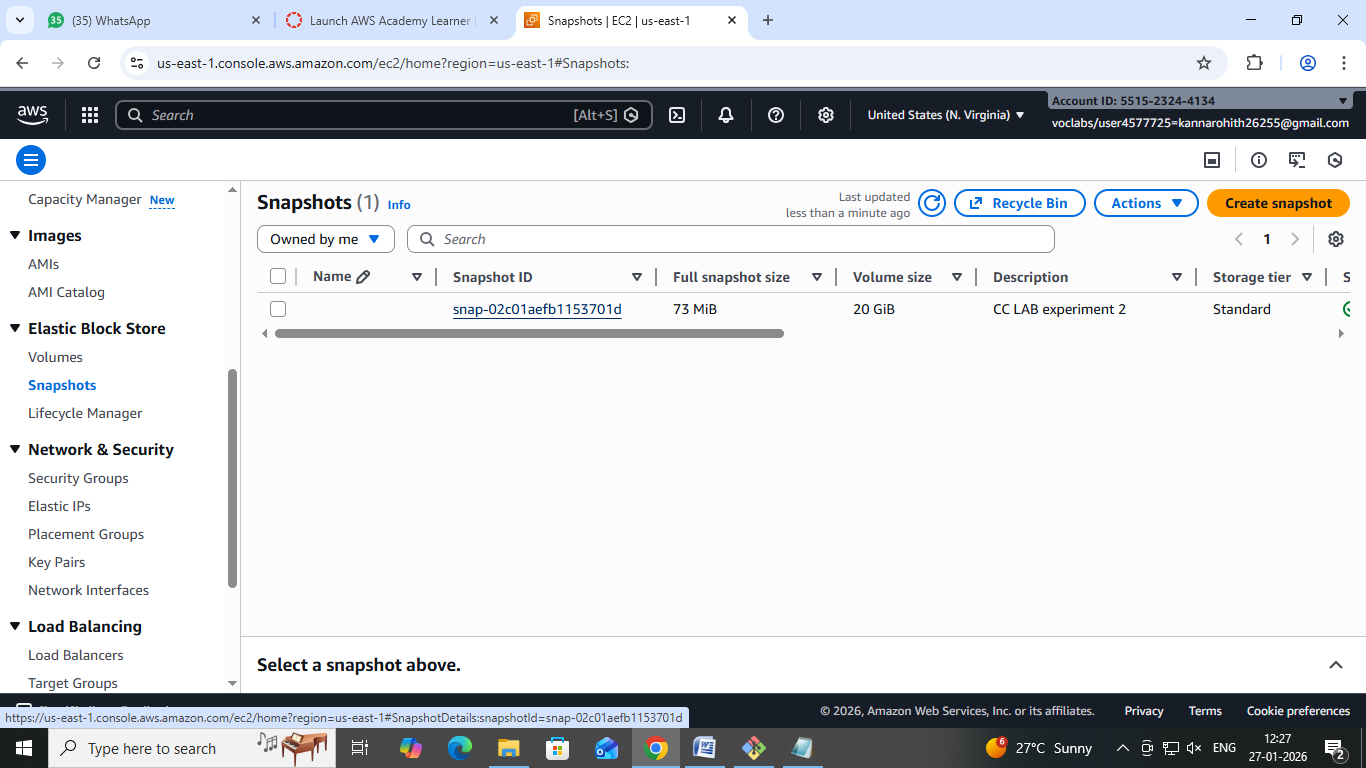 35
(35) WhatsApp
Launch AWS Academy Learner L
Snapshots | EC2 | us-east-1
us-east-1.console.aws.amazon.com/ec2/home?region=us-east-1#Snapshots:
aws
Search
[Alt+S]
United States (N. Virginia)
Account ID: 5515-2324-4134
voclabs/user4577725=kannarohith26255@gmail.com
Capacity Manager New
Images
AMIs
AMI Catalog
Elastic Block Store
Volumes
Snapshots
Lifecycle Manager
Network & Security
Security Groups
Elastic IPs
Placement Groups
Key Pairs
Network Interfaces
Load Balancing
Load Balancers
Target Groups
Snapshots (1) Info
Last updated
less than a minute ago
Recycle Bin
Actions
Create snapshot
Owned by me
Search
1
Name
Snapshot ID
Full snapshot size
Volume size
Description
Storage tier
S
snap-02c01aefb1153701d
73 MiB
20 GiB
CC LAB experiment 2
Standard
Select a snapshot above.
https://us-east-1.console.aws.amazon.com/ec2/home?region=us-east-1#SnapshotDetails:snapshotId=snap-02c01aefb1153701d
© 2026, Amazon Web Services, Inc. or its affiliates.
Privacy
Terms
Cookie preferences
Type here to search
6
27°C Sunny
ENG
12:27
27-01-2026
2